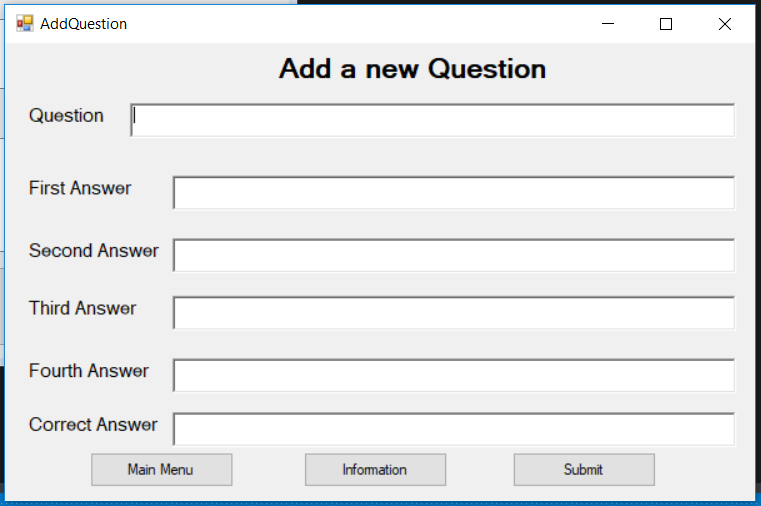 AddQuestion
Add a new Question
Question
First Answer
Second Answer
Third Answer
Fourth Answer
Correct Answer
Main Menu Information Submit